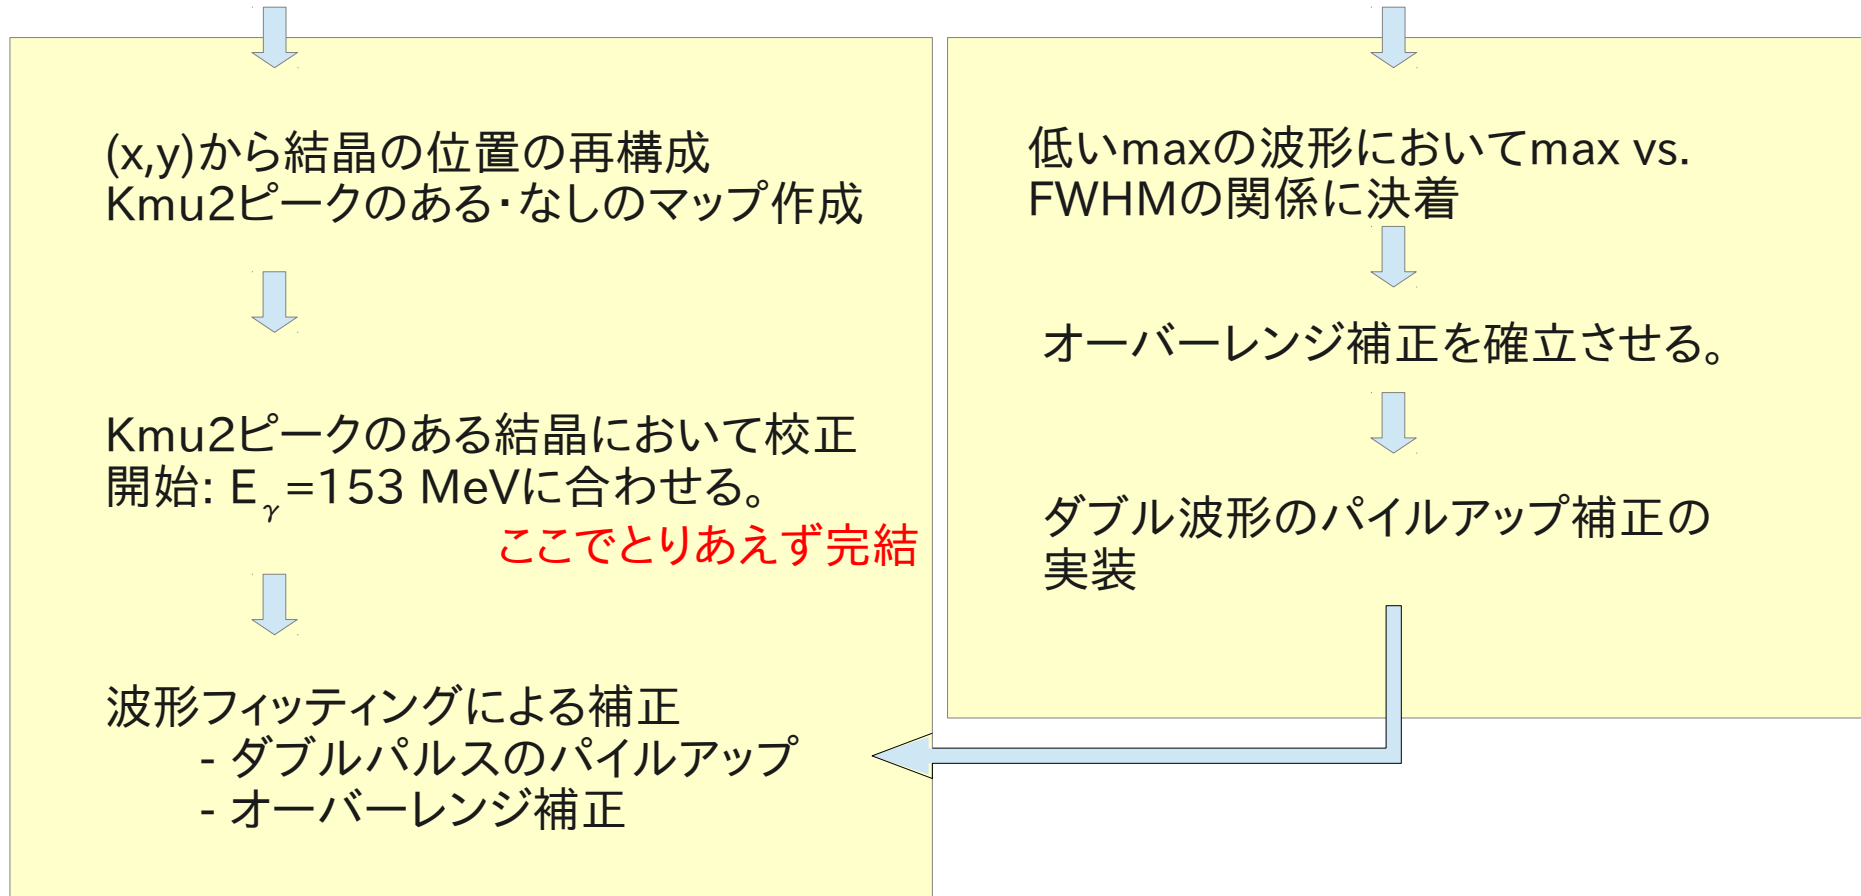 (x,y)から結晶の位置の再構成
Kmu2ピークのある・なしのマップ作成
Kmu2ピークのある結晶において校正
開始: Eγ=153 MeVに合わせる。
ここでとりあえず完結
波形フィッティングによる補正
- ダブルパルスのパイルアップ
- オーバーレンジ補正
低いmaxの波形においてmax vs.
FWHMの関係に決着
オーバーレンジ補正を確立させる。
ダブル波形のパイルアップ補正の
実装